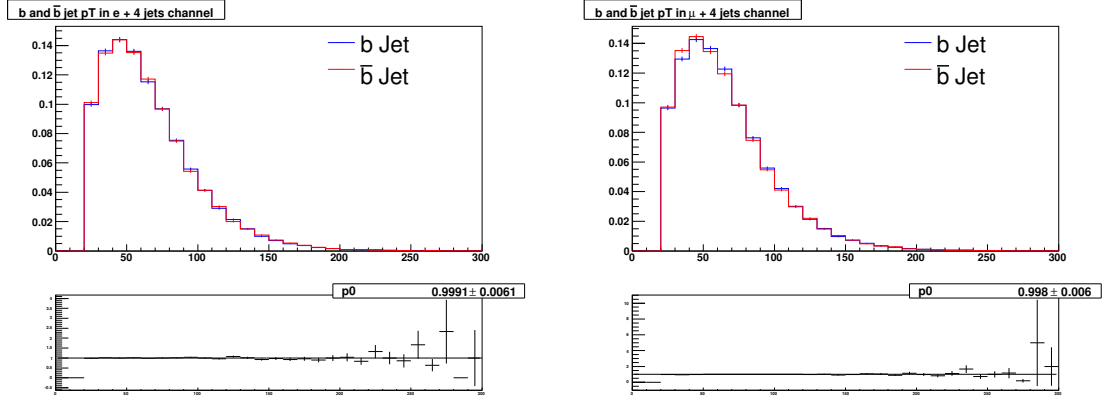 b and b̄ jet pT in e + 4 jets channel
b Jet
b̄ Jet
0.14
0.12
0.1
0.08
0.06
0.04
0.02
0
0 50 100 150 200 250 300
p0 0.9991 ± 0.0061
b and b̄ jet pT in μ + 4 jets channel
b Jet
b̄ Jet
0.14
0.12
0.1
0.08
0.06
0.04
0.02
0
0 50 100 150 200 250 300
p0 0.998 ± 0.006